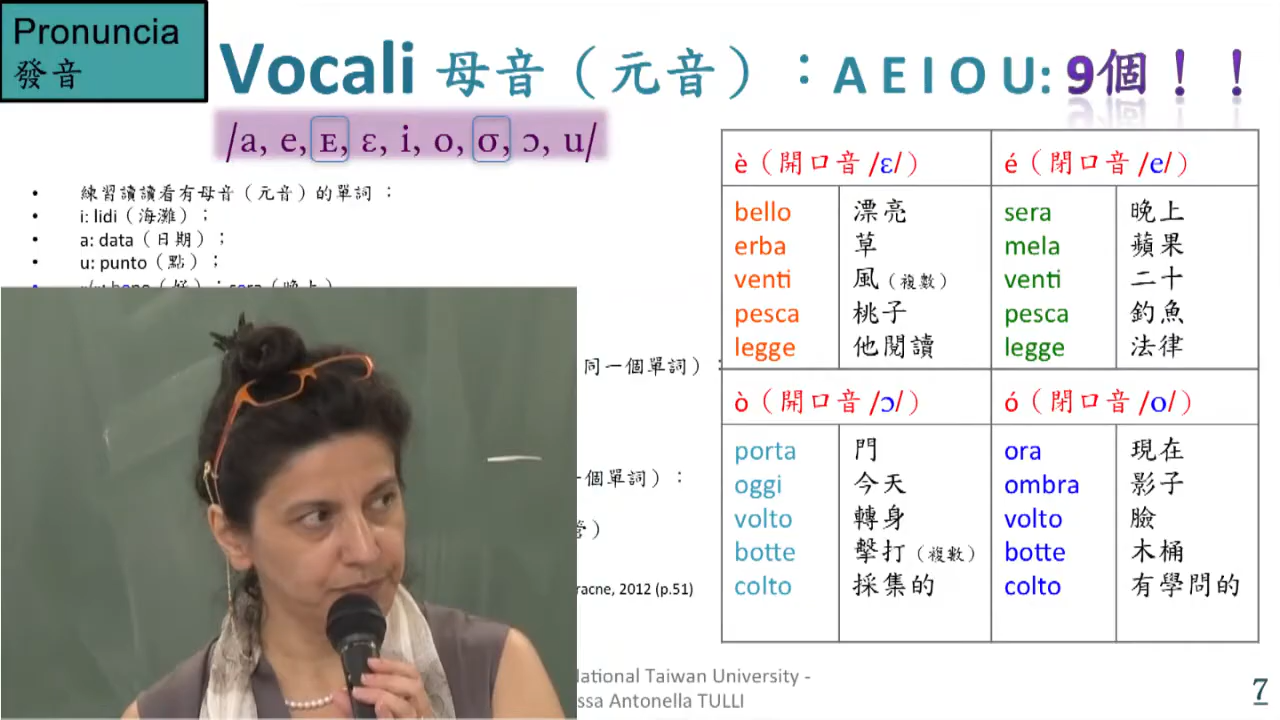 Pronuncia
發音
Vocali 母音（元音）：A E I O U: 9個！！
/a, e, ᴇ, ɛ, i, o, σ, ɔ, u/
• 練習讀讀看有母音（元音）的單詞：
• i: lidi（海灘）；
• a: data（日期）；
• u: punto（點）；
同一個單詞）：
一個單詞）：
racne, 2012 (p.51)
è（開口音 /ɛ/） é（閉口音 /e/）
bello 漂亮 sera 晚上
erba 草 mela 蘋果
venti 風（複數） venti 二十
pesca 桃子 pesca 釣魚
legge 他閱讀 legge 法律
ò（開口音 /ɔ/） ó（閉口音 /o/）
porta 門 ora 現在
oggi 今天 ombra 影子
volto 轉身 volto 臉
botte 擊打（複數） botte 木桶
colto 採集的 colto 有學問的
National Taiwan University -
ssa Antonella TULLI
7